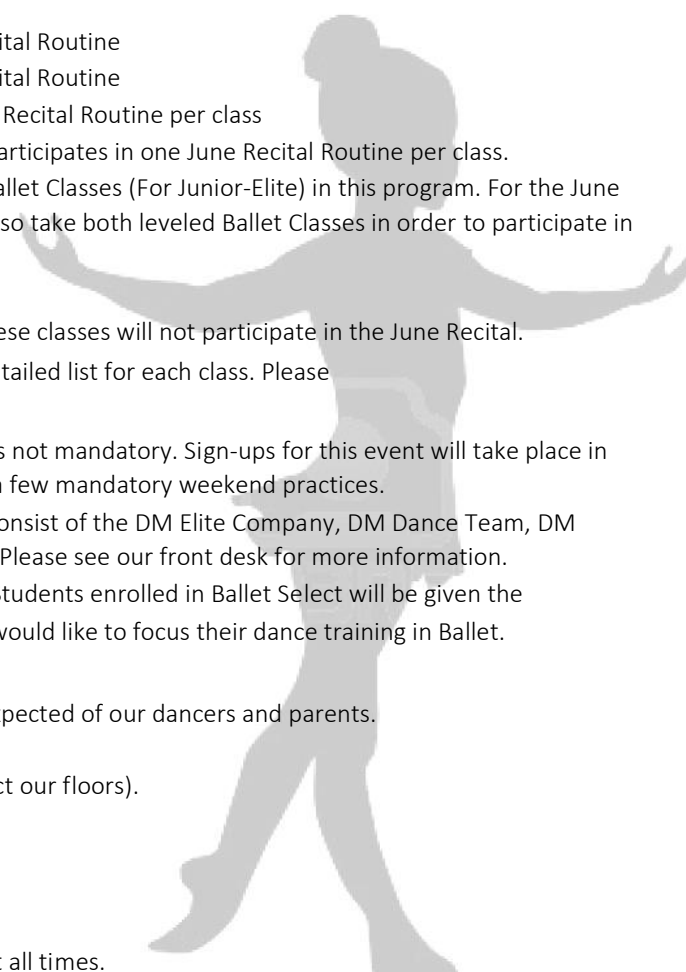 ital Routine
ital Routine
Recital Routine per class
articipates in one June Recital Routine per class.
allet Classes (For Junior-Elite) in this program. For the June
so take both leveled Ballet Classes in order to participate in
ese classes will not participate in the June Recital.
tailed list for each class. Please
s not mandatory. Sign-ups for this event will take place in
a few mandatory weekend practices.
onsist of the DM Elite Company, DM Dance Team, DM
Please see our front desk for more information.
Students enrolled in Ballet Select will be given the
would like to focus their dance training in Ballet.
xpected of our dancers and parents.
ct our floors).
t all times.